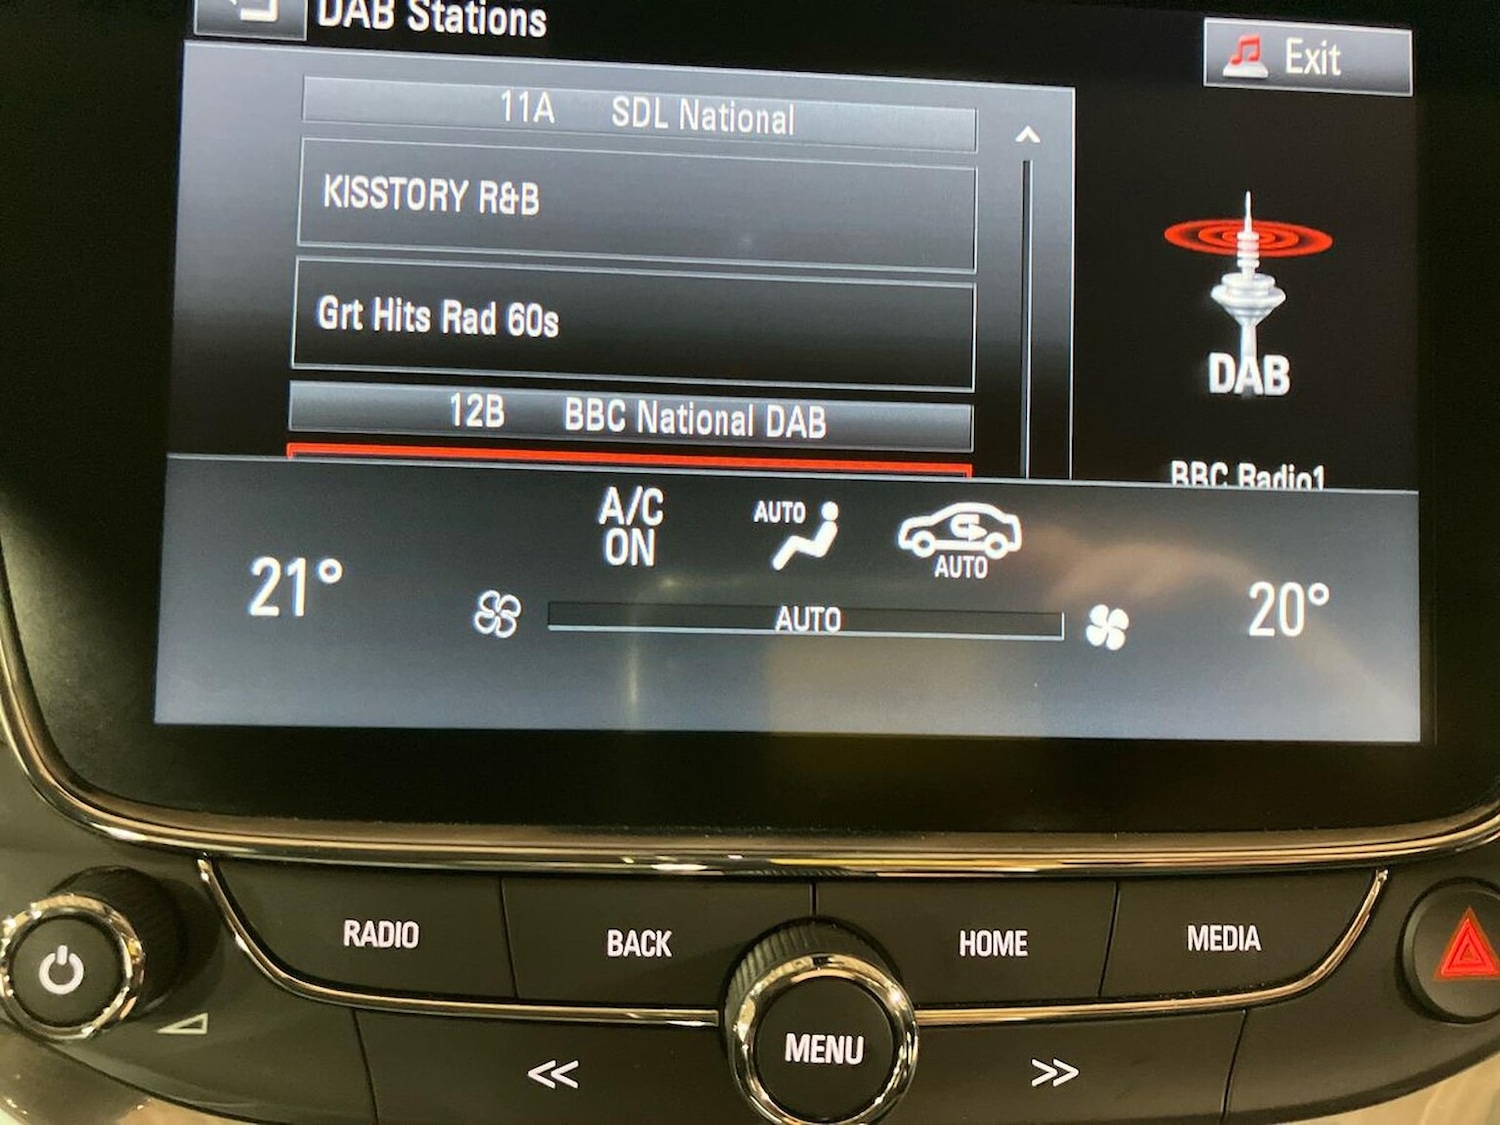 DAB Stations
Exit
11A SDL National
KISSTORY R&B
Grt Hits Rad 60s
12B BBC National DAB
DAB
BBC Radio1
A/C
ON
AUTO
AUTO
21°
AUTO
20°
RADIO
BACK
HOME
MEDIA
<<
MENU
>>